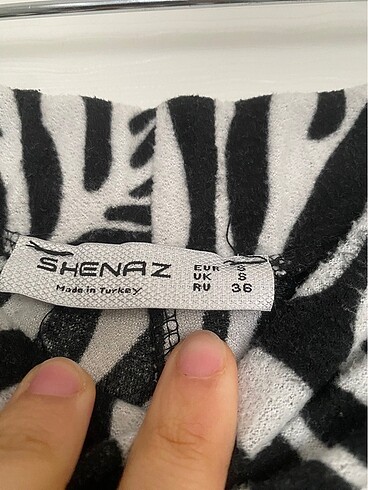 SHENAZ
Made in Turkey
EUR S
UK S
RU 36